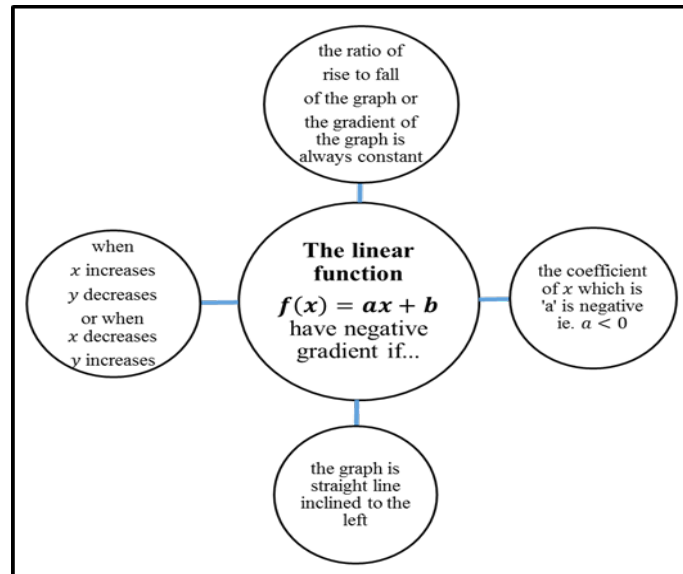 the ratio of
rise to fall
of the graph or
the gradient of
the graph is
always constant
when
x increases
y decreases
or when
x decreases
y increases
The linear
function
f(x) = ax + b
have negative
gradient if...
the coefficient
of x which is
'a' is negative
ie. a < 0
the graph is
straight line
inclined to the
left